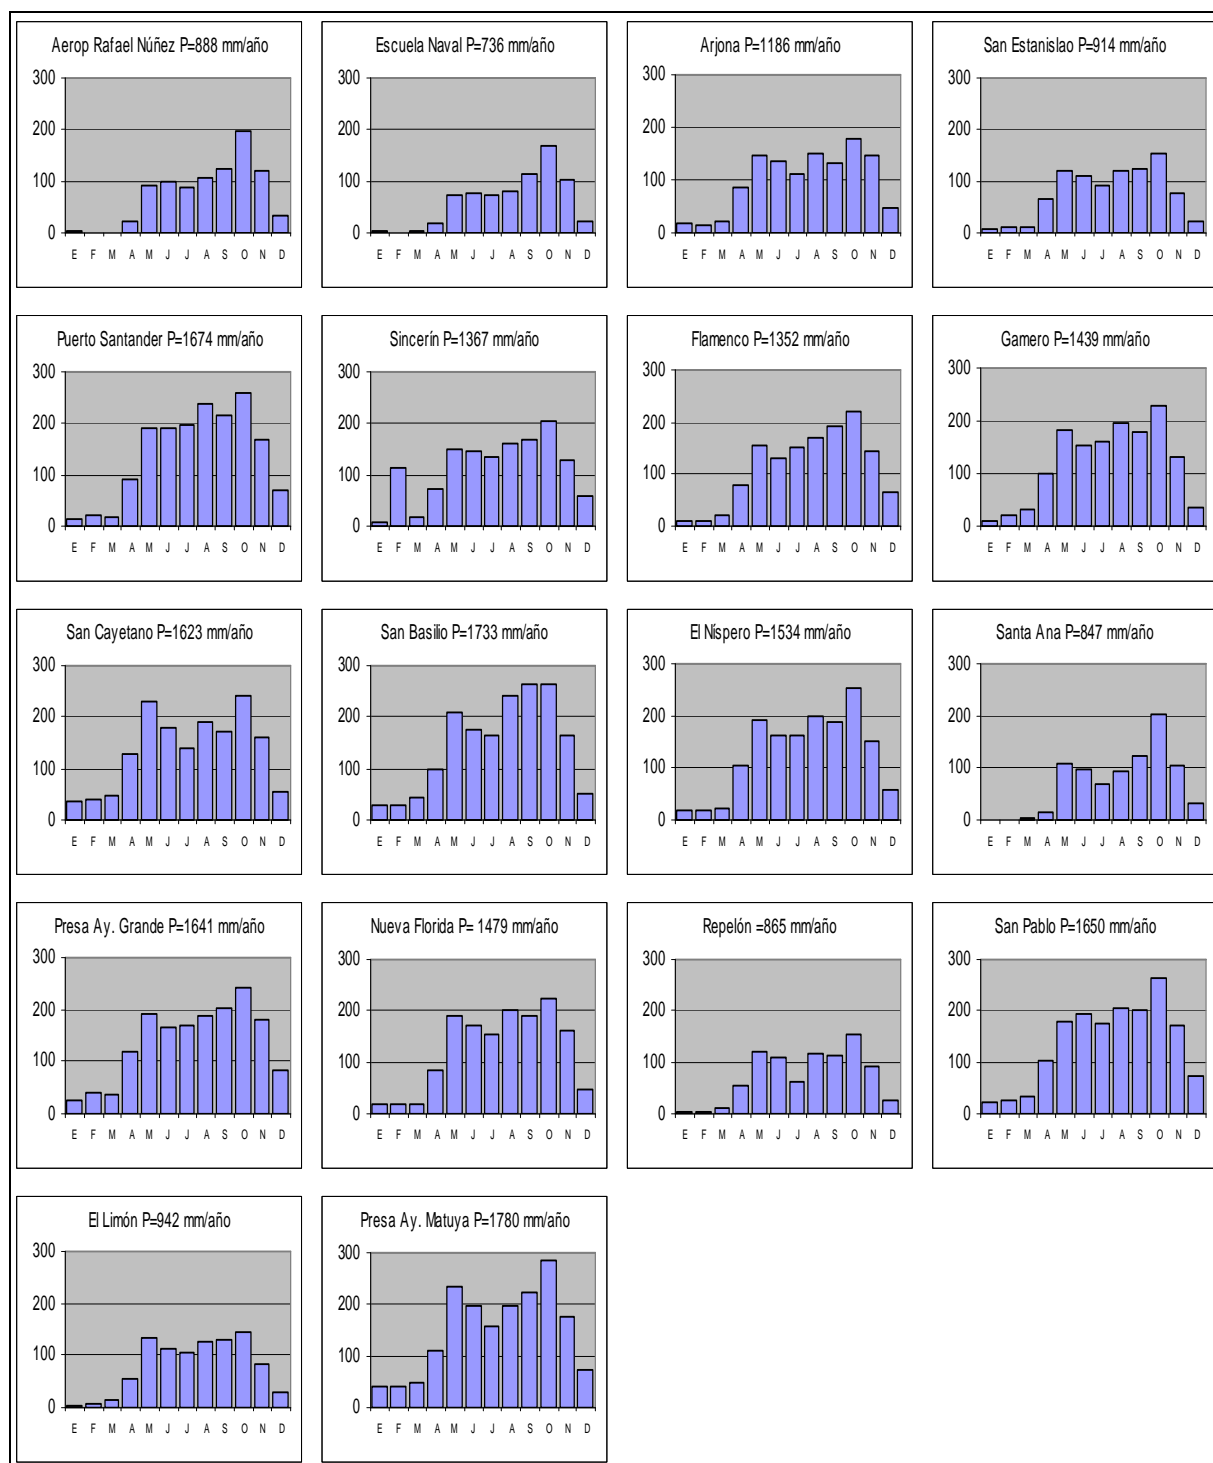 Aerop Rafael Núñez P=888 mm/año
300
200
100
0
E F M A M J J A S O N D
Escuela Naval P=736 mm/año
300
200
100
0
E F M A M J J A S O N D
Arjona P=1186 mm/año
300
200
100
0
E F M A M J J A S O N D
San Estanislao P=914 mm/año
300
200
100
0
E F M A M J J A S O N D
Puerto Santander P=1674 mm/año
300
200
100
0
E F M A M J J A S O N D
Sincerín P=1367 mm/año
300
200
100
0
E F M A M J J A S O N D
Flamenco P=1352 mm/año
300
200
100
0
E F M A M J J A S O N D
Gamero P=1439 mm/año
300
200
100
0
E F M A M J J A S O N D
San Cayetano P=1623 mm/año
300
200
100
0
E F M A M J J A S O N D
San Basilio P=1733 mm/año
300
200
100
0
E F M A M J J A S O N D
El Níspero P=1534 mm/año
300
200
100
0
E F M A M J J A S O N D
Santa Ana P=847 mm/año
300
200
100
0
E F M A M J J A S O N D
Presa Ay. Grande P=1641 mm/año
300
200
100
0
E F M A M J J A S O N D
Nueva Florida P= 1479 mm/año
300
200
100
0
E F M A M J J A S O N D
Repelón =865 mm/año
300
200
100
0
E F M A M J J A S O N D
San Pablo P=1650 mm/año
300
200
100
0
E F M A M J J A S O N D
El Limón P=942 mm/año
300
200
100
0
E F M A M J J A S O N D
Presa Ay. Matuya P=1780 mm/año
300
200
100
0
E F M A M J J A S O N D